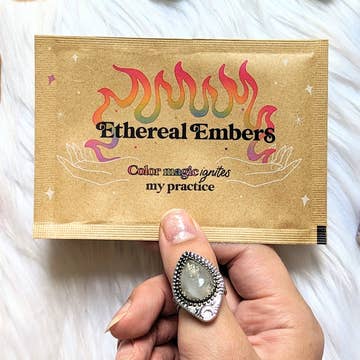 Ethereal Embers
Color magic ignites
my practice